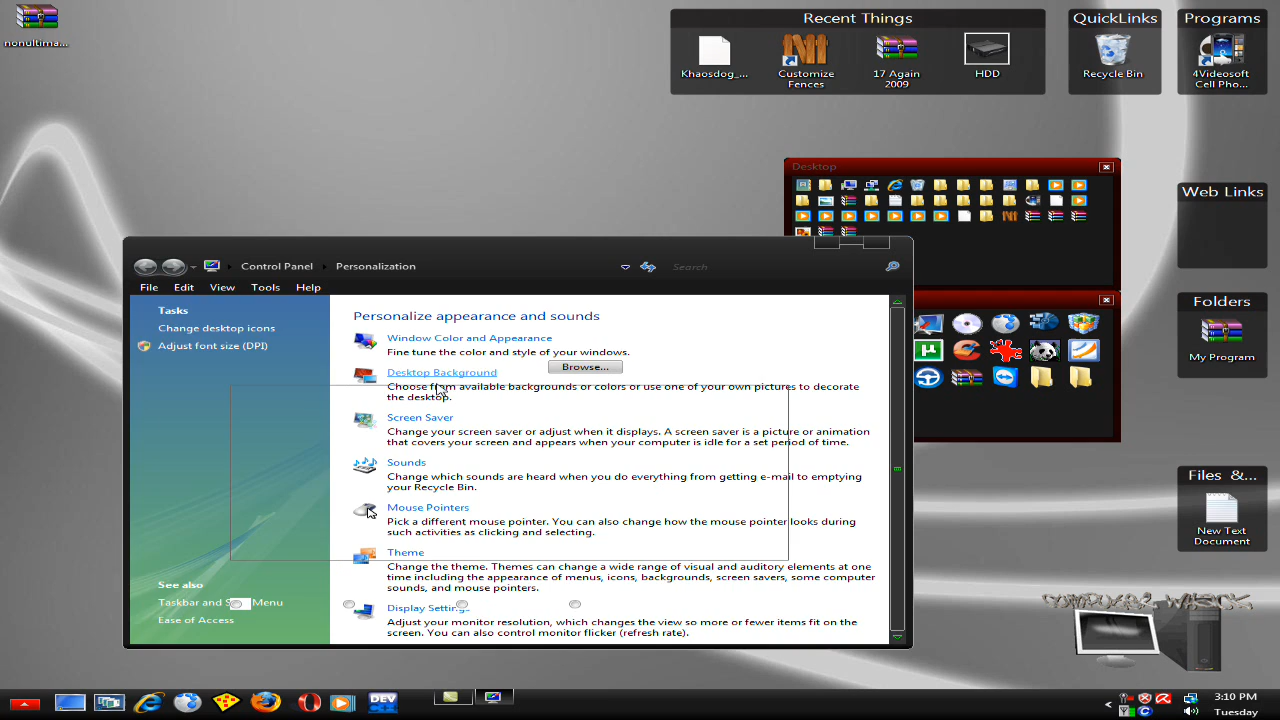 nonultima...
Recent Things
Khaosdog_...
Customize Fences
17 Again 2009
HDD
QuickLinks
Recycle Bin
Programs
4Videosoft Cell Pho...
Desktop
Web Links
Folders
My Program
Files &...
New Text Document
Control Panel
Personalization
Search
File Edit View Tools Help
Tasks
Change desktop icons
Adjust font size (DPI)
See also
Taskbar and S Menu
Ease of Access
Personalize appearance and sounds
Window Color and Appearance
Fine tune the color and style of your windows.
Browse...
Desktop Background
Choose from available backgrounds or colors or use one of your own pictures to decorate
the desktop.
Screen Saver
Change your screen saver or adjust when it displays. A screen saver is a picture or animation
that covers your screen and appears when your computer is idle for a set period of time.
Sounds
Change which sounds are heard when you do everything from getting e-mail to emptying
your Recycle Bin.
Mouse Pointers
Pick a different mouse pointer. You can also change how the mouse pointer looks during
such activities as clicking and selecting.
Theme
Change the theme. Themes can change a wide range of visual and auditory elements at one
time including the appearance of menus, icons, backgrounds, screen savers, some computer
sounds, and mouse pointers.
Display Settings
Adjust your monitor resolution, which changes the view so more or fewer items fit on the
screen. You can also control monitor flicker (refresh rate).
DEV
3:10 PM
Tuesday